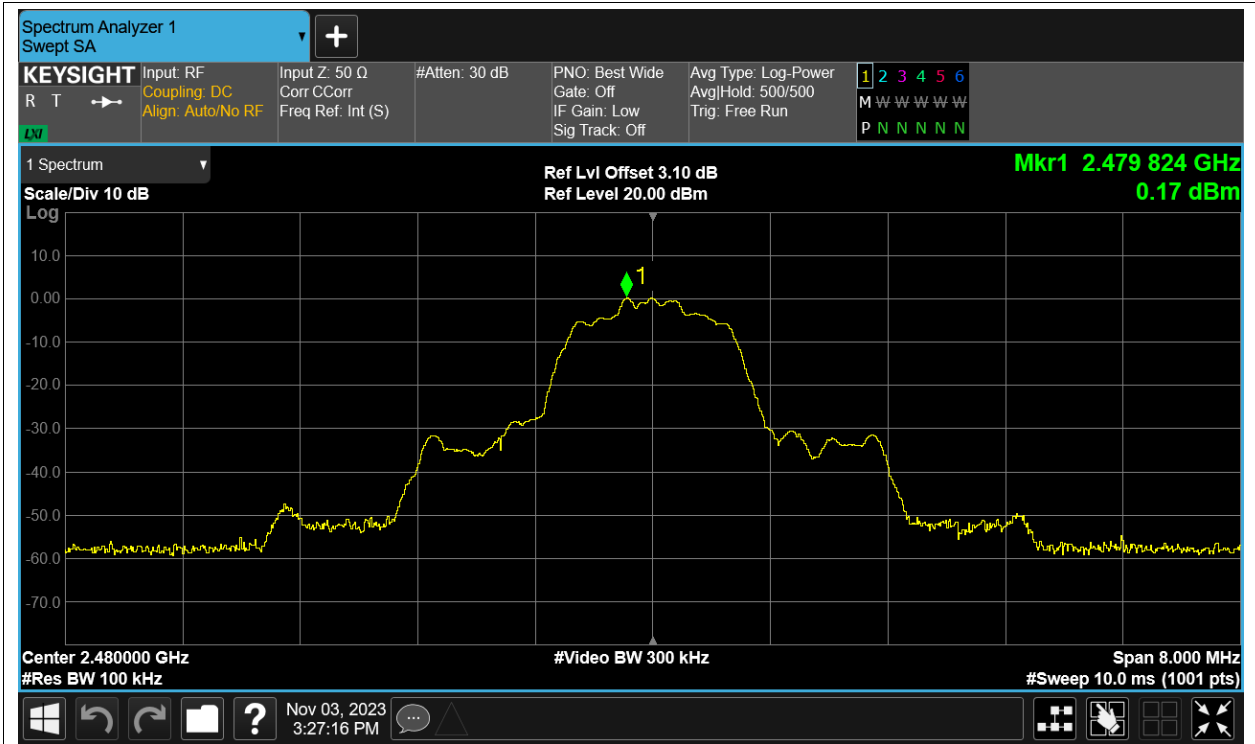 Spectrum Analyzer 1
Swept SA
KEYSIGHT
R T
LXI
Input: RF
Coupling: DC
Align: Auto/No RF
Input Z: 50 Ω
Corr CCorr
Freq Ref: Int (S)
#Atten: 30 dB
PNO: Best Wide
Gate: Off
IF Gain: Low
Sig Track: Off
Avg Type: Log-Power
Avg|Hold: 500/500
Trig: Free Run
1 2 3 4 5 6
M W W W W W
P N N N N N
1 Spectrum
Scale/Div 10 dB
Log
Ref Lvl Offset 3.10 dB
Ref Level 20.00 dBm
Mkr1 2.479 824 GHz
0.17 dBm
1
10.0
0.00
-10.0
-20.0
-30.0
-40.0
-50.0
-60.0
-70.0
Center 2.480000 GHz
#Video BW 300 kHz
Span 8.000 MHz
#Res BW 100 kHz
#Sweep 10.0 ms (1001 pts)
?
Nov 03, 2023
3:27:16 PM